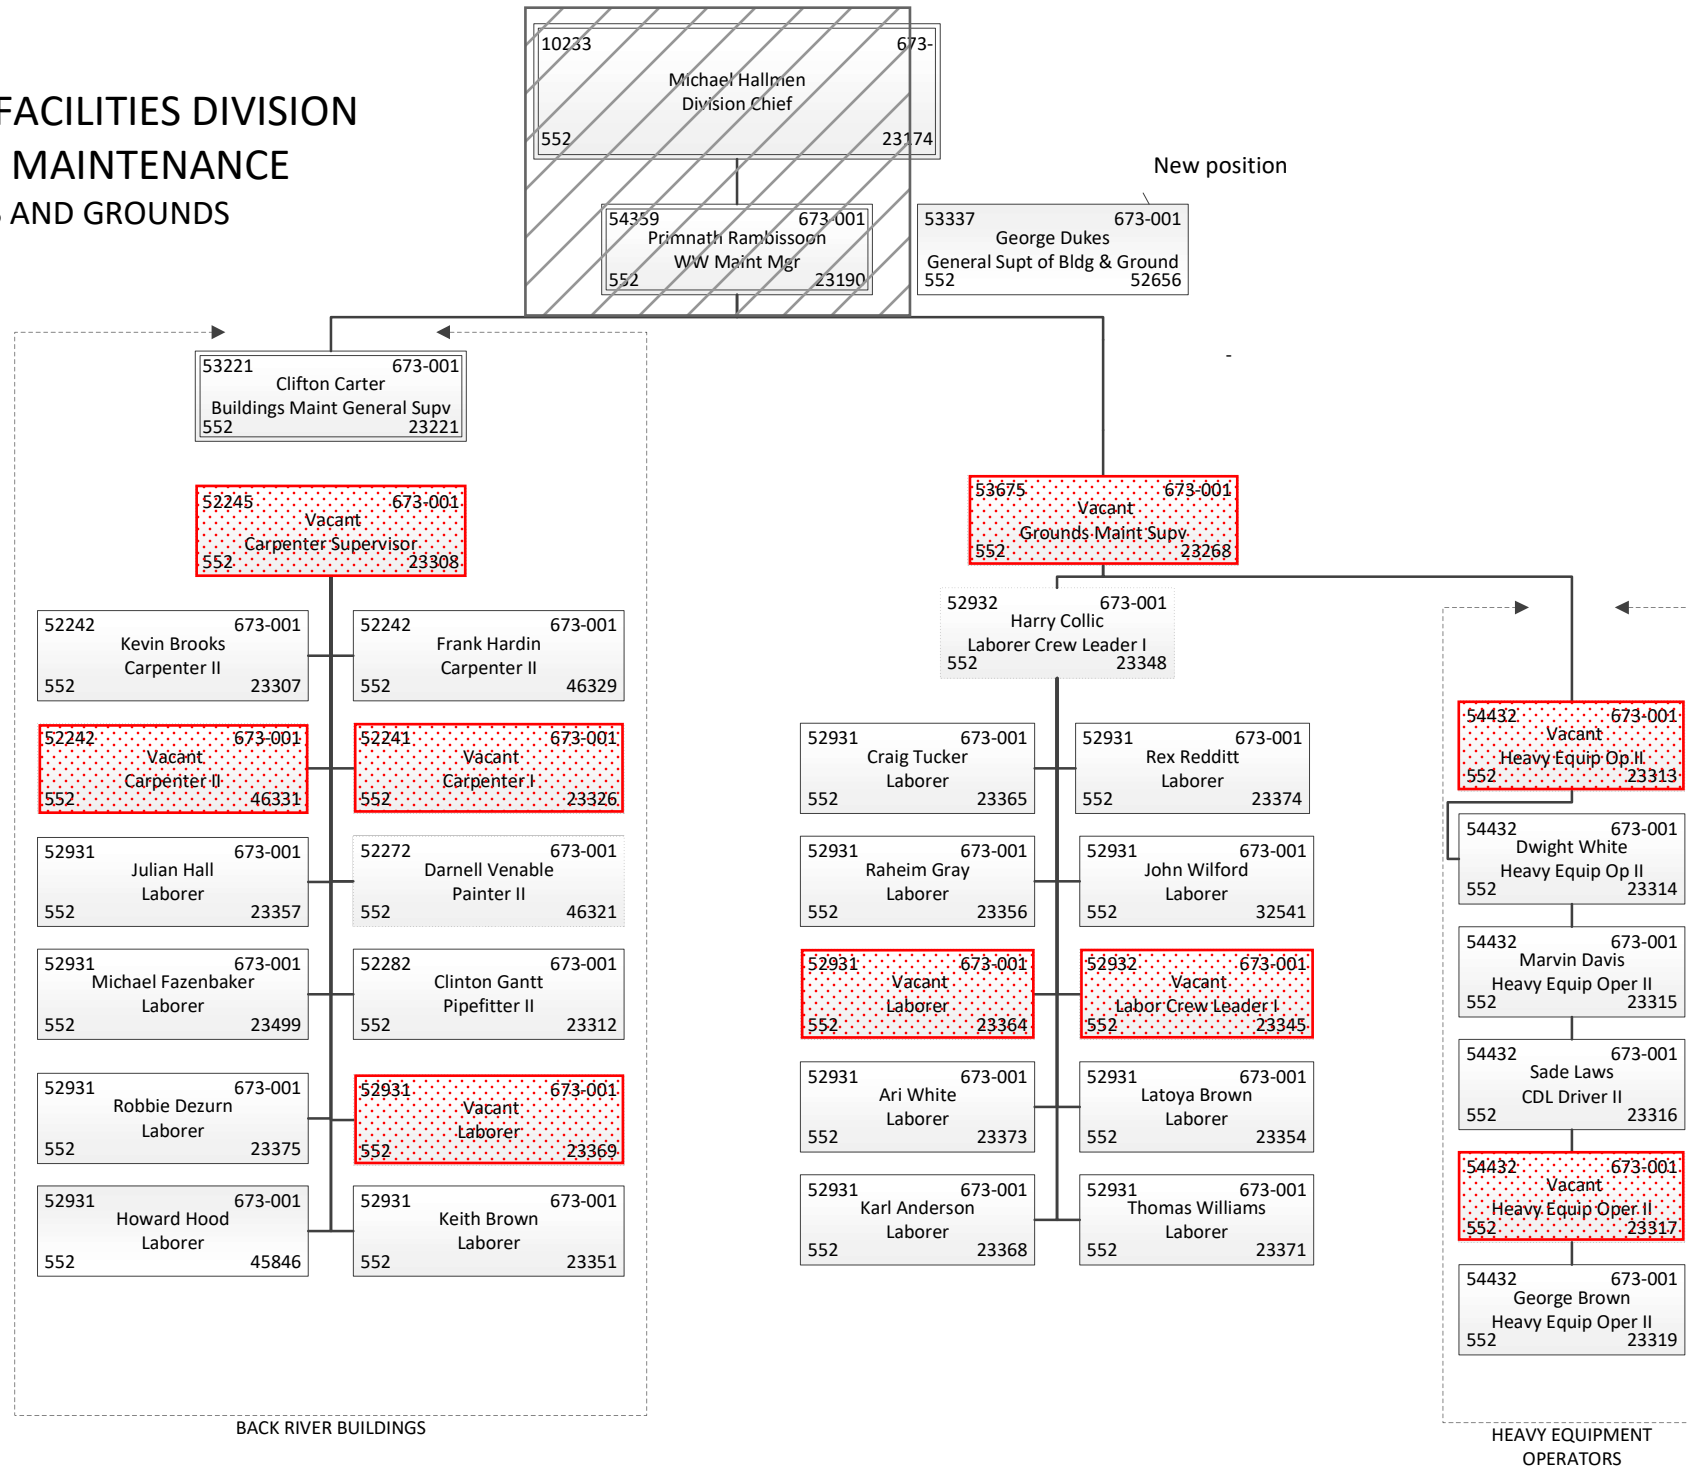 FACILITIES DIVISION
MAINTENANCE
AND GROUNDS
10233 673-
Michael Hallmen
Division Chief
552 23174
New position
54359 673-001
Primnath Rambissoon
WW Maint Mgr
552 23190
53337 673-001
George Dukes
General Supt of Bldg & Ground
552 52656
-
53221 673-001
Clifton Carter
Buildings Maint General Supv
552 23221
52245 673-001
Vacant
Carpenter Supervisor
552 23308
52242 673-001
Kevin Brooks
Carpenter II
552 23307
52242 673-001
Frank Hardin
Carpenter II
552 46329
52242 673-001
Vacant
Carpenter II
552 46331
52241 673-001
Vacant
Carpenter I
552 23326
52931 673-001
Julian Hall
Laborer
552 23357
52272 673-001
Darnell Venable
Painter II
552 46321
52931 673-001
Michael Fazenbaker
Laborer
552 23499
52282 673-001
Clinton Gantt
Pipefitter II
552 23312
52931 673-001
Robbie Dezurn
Laborer
552 23375
52931 673-001
Vacant
Laborer
552 23369
52931 673-001
Howard Hood
Laborer
552 45846
52931 673-001
Keith Brown
Laborer
552 23351
BACK RIVER BUILDINGS
53675 673-001
Vacant
Grounds Maint Supv
552 23268
52932 673-001
Harry Collic
Laborer Crew Leader I
552 23348
52931 673-001
Craig Tucker
Laborer
552 23365
52931 673-001
Rex Redditt
Laborer
552 23374
52931 673-001
Raheim Gray
Laborer
552 23356
52931 673-001
John Wilford
Laborer
552 32541
52931 673-001
Vacant
Laborer
552 23364
52932 673-001
Vacant
Labor Crew Leader I
552 23345
52931 673-001
Ari White
Laborer
552 23373
52931 673-001
Latoya Brown
Laborer
552 23354
52931 673-001
Karl Anderson
Laborer
552 23368
52931 673-001
Thomas Williams
Laborer
552 23371
54432 673-001
Vacant
Heavy Equip Op II
552 23313
54432 673-001
Dwight White
Heavy Equip Op II
552 23314
54432 673-001
Marvin Davis
Heavy Equip Oper II
552 23315
54432 673-001
Sade Laws
CDL Driver II
552 23316
54432 673-001
Vacant
Heavy Equip Oper II
552 23317
54432 673-001
George Brown
Heavy Equip Oper II
552 23319
HEAVY EQUIPMENT
OPERATORS